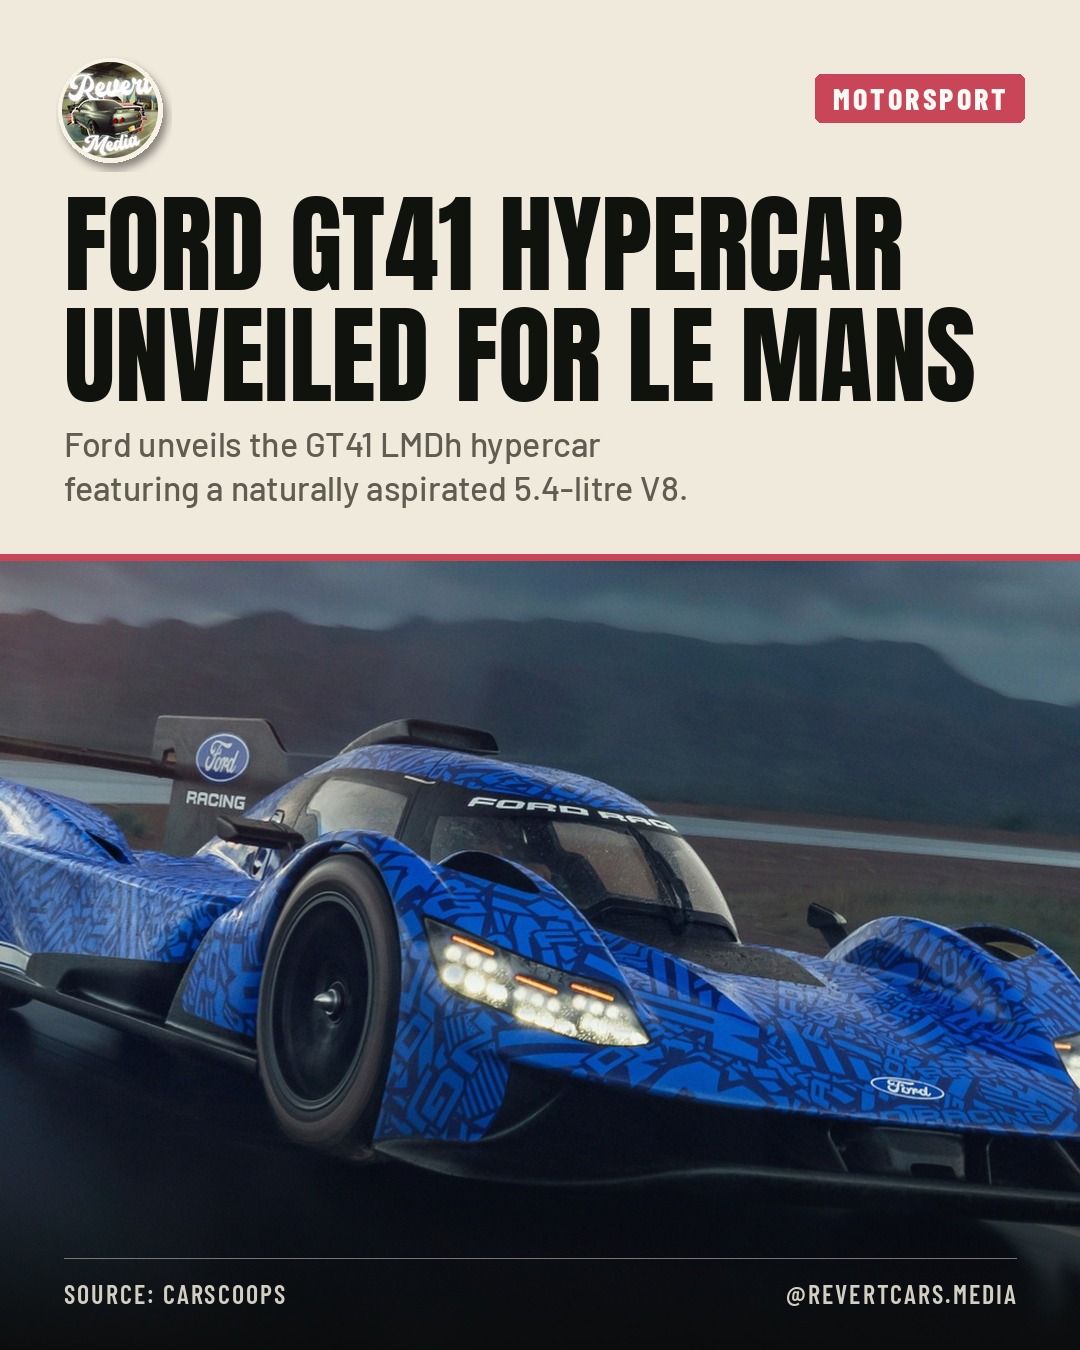 Revert
Media
MOTORSPORT
FORD GT41 HYPERCAR
UNVEILED FOR LE MANS
Ford unveils the GT41 LMDh hypercar
featuring a naturally aspirated 5.4-litre V8.
Ford
RACING
FORD RAC
Ford
SOURCE: CARSCOOPS
@REVERTCARS.MEDIA